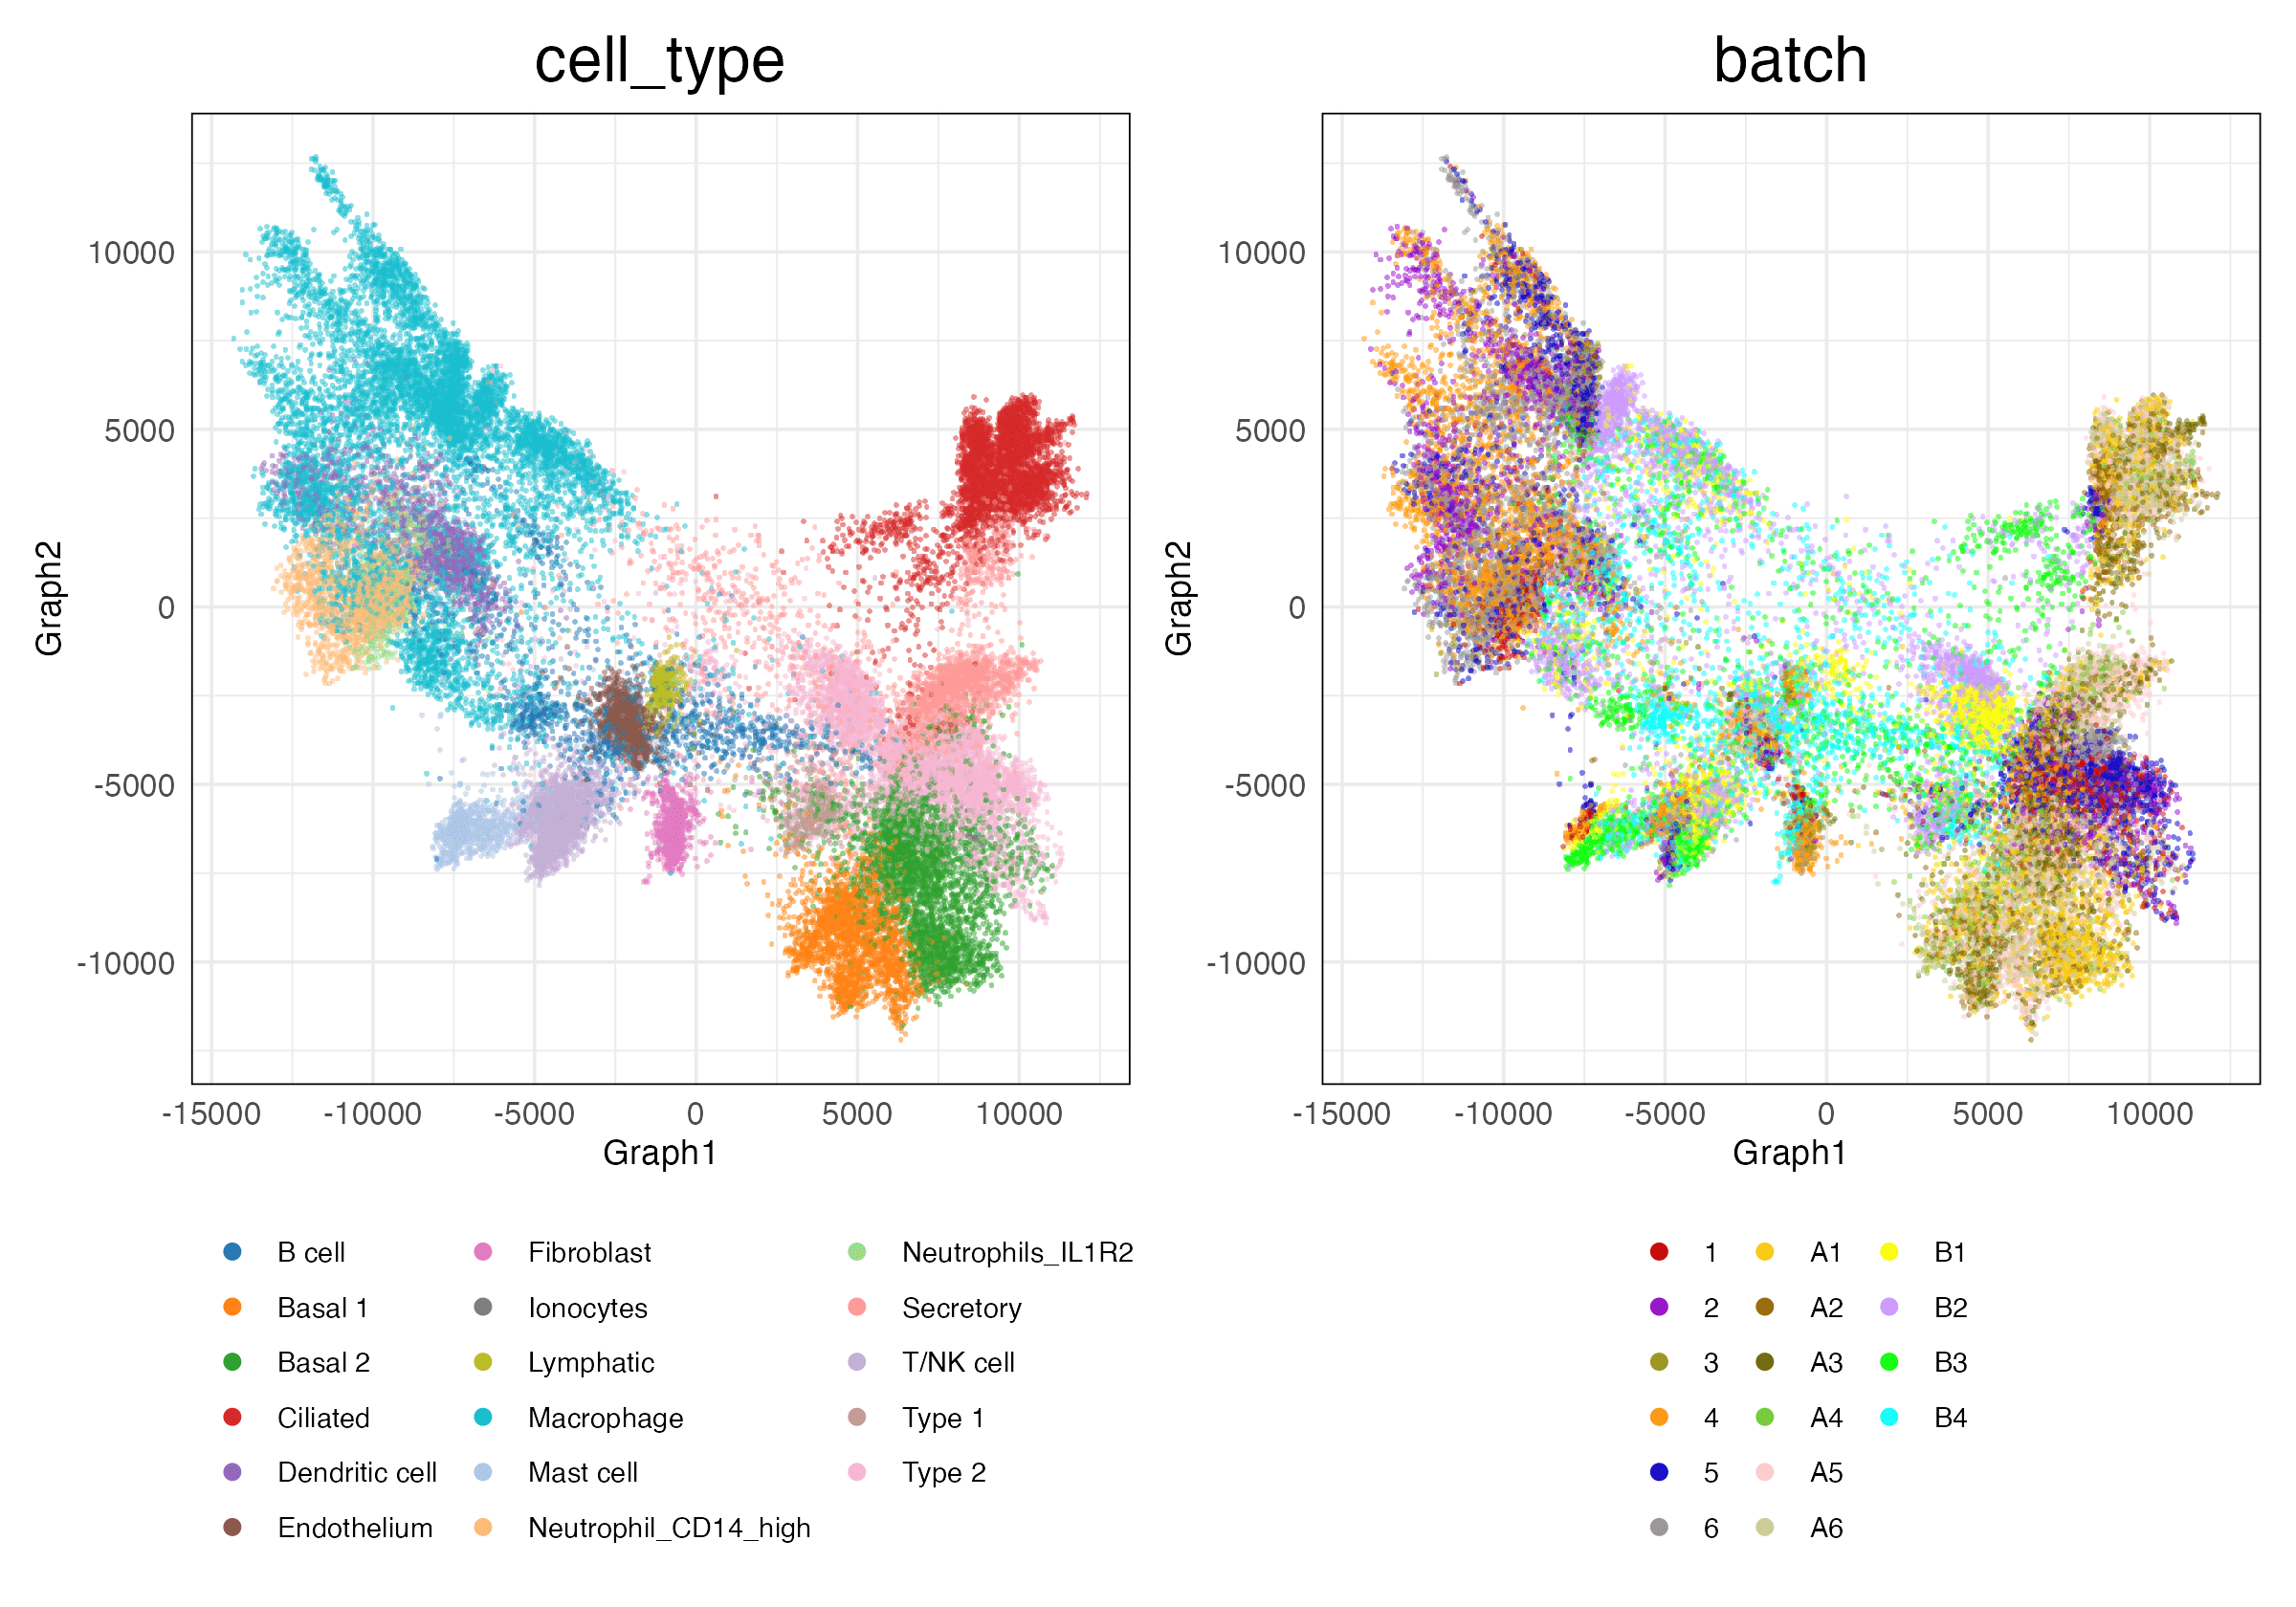 cell_type
Graph2
10000
5000
0
-5000
-10000
-15000 -10000 -5000 0 5000 10000
Graph1
B cell Fibroblast Neutrophils_IL1R2
Basal 1 Ionocytes Secretory
Basal 2 Lymphatic T/NK cell
Ciliated Macrophage Type 1
Dendritic cell Mast cell Type 2
Endothelium Neutrophil_CD14_high
batch
Graph2
10000
5000
0
-5000
-10000
-15000 -10000 -5000 0 5000 10000
Graph1
1 A1 B1
2 A2 B2
3 A3 B3
4 A4 B4
5 A5
6 A6